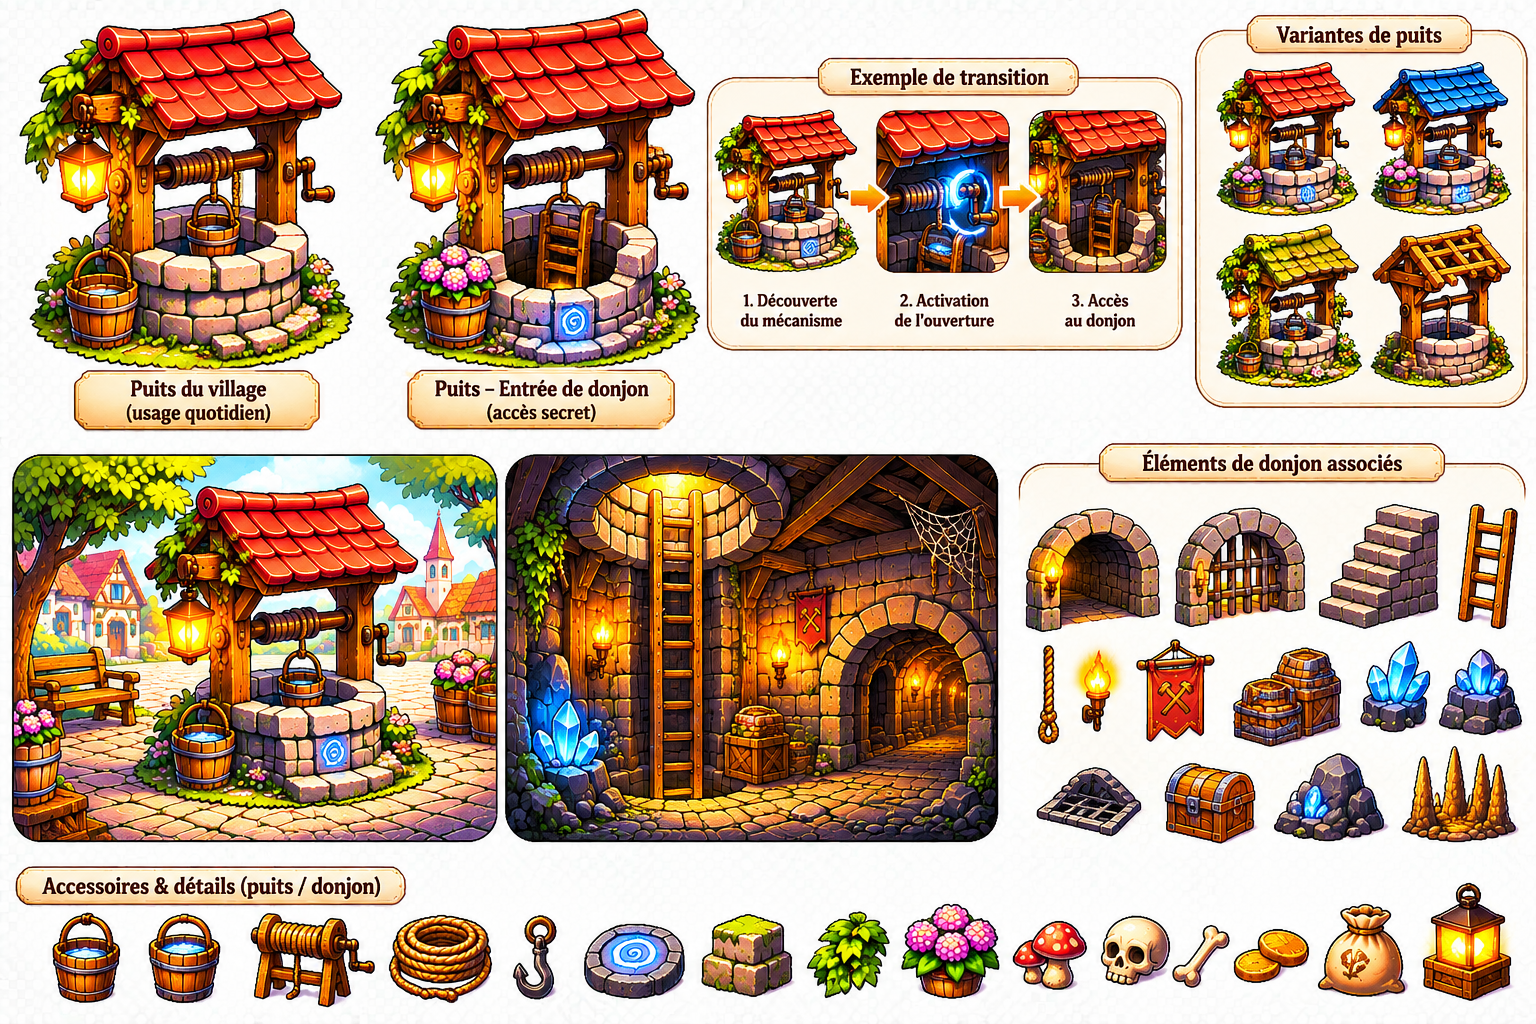 Puits du village
(usage quotidien)
Puits – Entrée de donjon
(accès secret)
Exemple de transition
1. Découverte
du mécanisme
2. Activation
de l'ouverture
3. Accès
au donjon
Variantes de puits
Éléments de donjon associés
Accessoires & détails (puits / donjon)